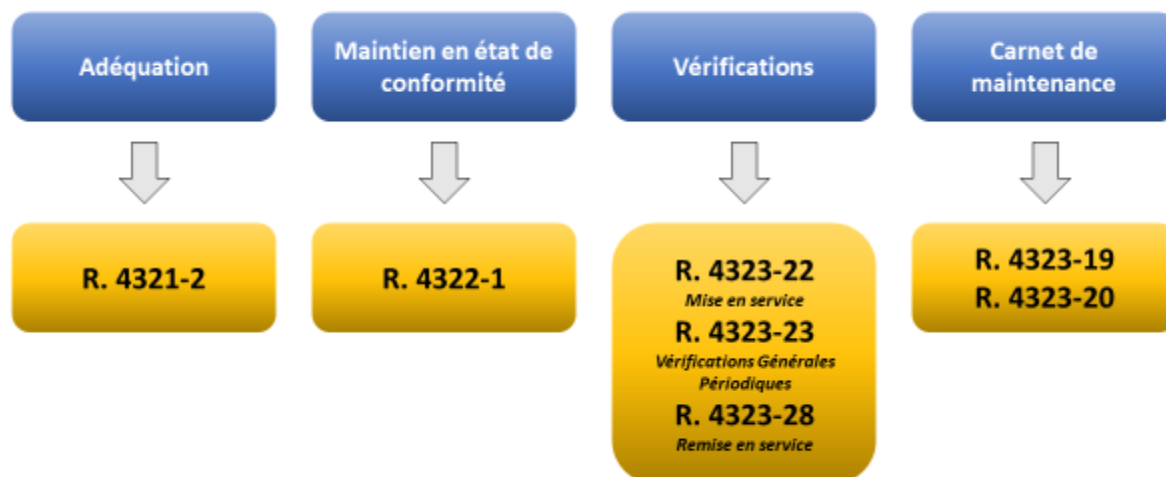 Adéquation
Maintien en état de
conformité
Vérifications
Carnet de
maintenance
R. 4321-2
R. 4322-1
R. 4323-22
Mise en service
R. 4323-23
Vérifications Générales
Périodiques
R. 4323-28
Remise en service
R. 4323-19
R. 4323-20